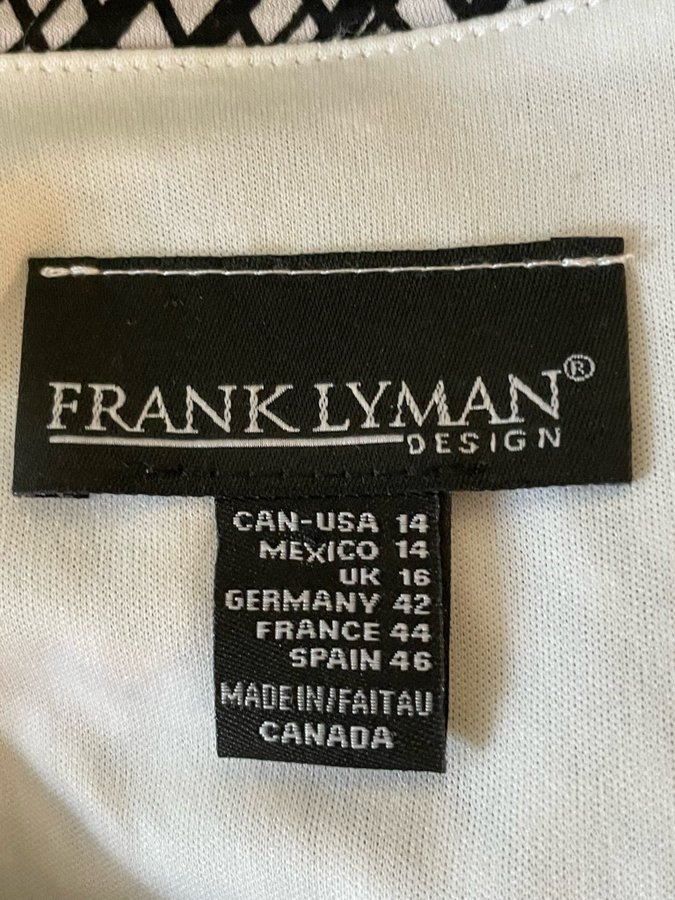 FRANK LYMAN®
DESIGN
CAN-USA 14
MEXICO 14
UK 16
GERMANY 42
FRANCE 44
SPAIN 46
MADE IN/FAIT AU
CANADA